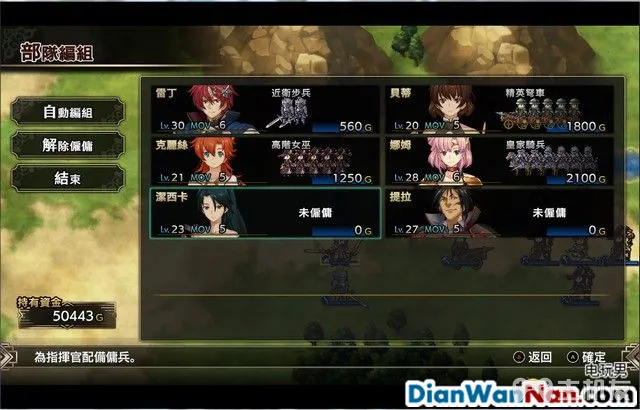 部隊編組
自動編組
解除僱傭
結束
雷丁 近衛步兵
Lv.30 MOV 6 560G
貝蒂 精英弩車
Lv.20 MOV 5 1800G
克麗絲 高階女巫
Lv.21 MOV 5 1250G
娜姆 皇家騎兵
Lv.28 MOV 6 2100G
潔西卡 未僱傭
Lv.23 MOV 5 0G
提拉 未僱傭
Lv.27 MOV 5 0G
持有資金
50443G
為指揮官配備傭兵。
返回
A 確定
电玩男
DianWanNan.com